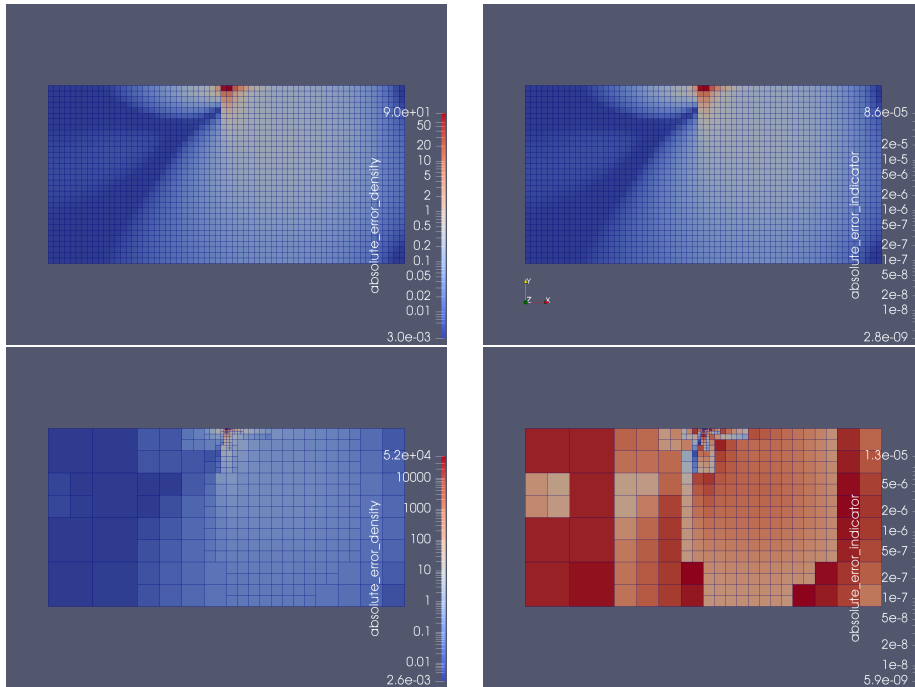 9.0e+01
50
20
10
5
2
1
0.5
0.2
0.1
0.05
0.02
0.01
3.0e-03
absolute_error_density
8.6e-05
2e-5
1e-5
5e-6
2e-6
1e-6
5e-7
2e-7
1e-7
5e-8
2e-8
1e-8
2.8e-09
absolute_error_indicator
Y
Z
X
5.2e+04
10000
1000
100
10
1
0.1
0.01
2.6e-03
absolute_error_density
1.3e-05
5e-6
2e-6
1e-6
5e-7
2e-7
1e-7
5e-8
2e-8
1e-8
5.9e-09
absolute_error_indicator